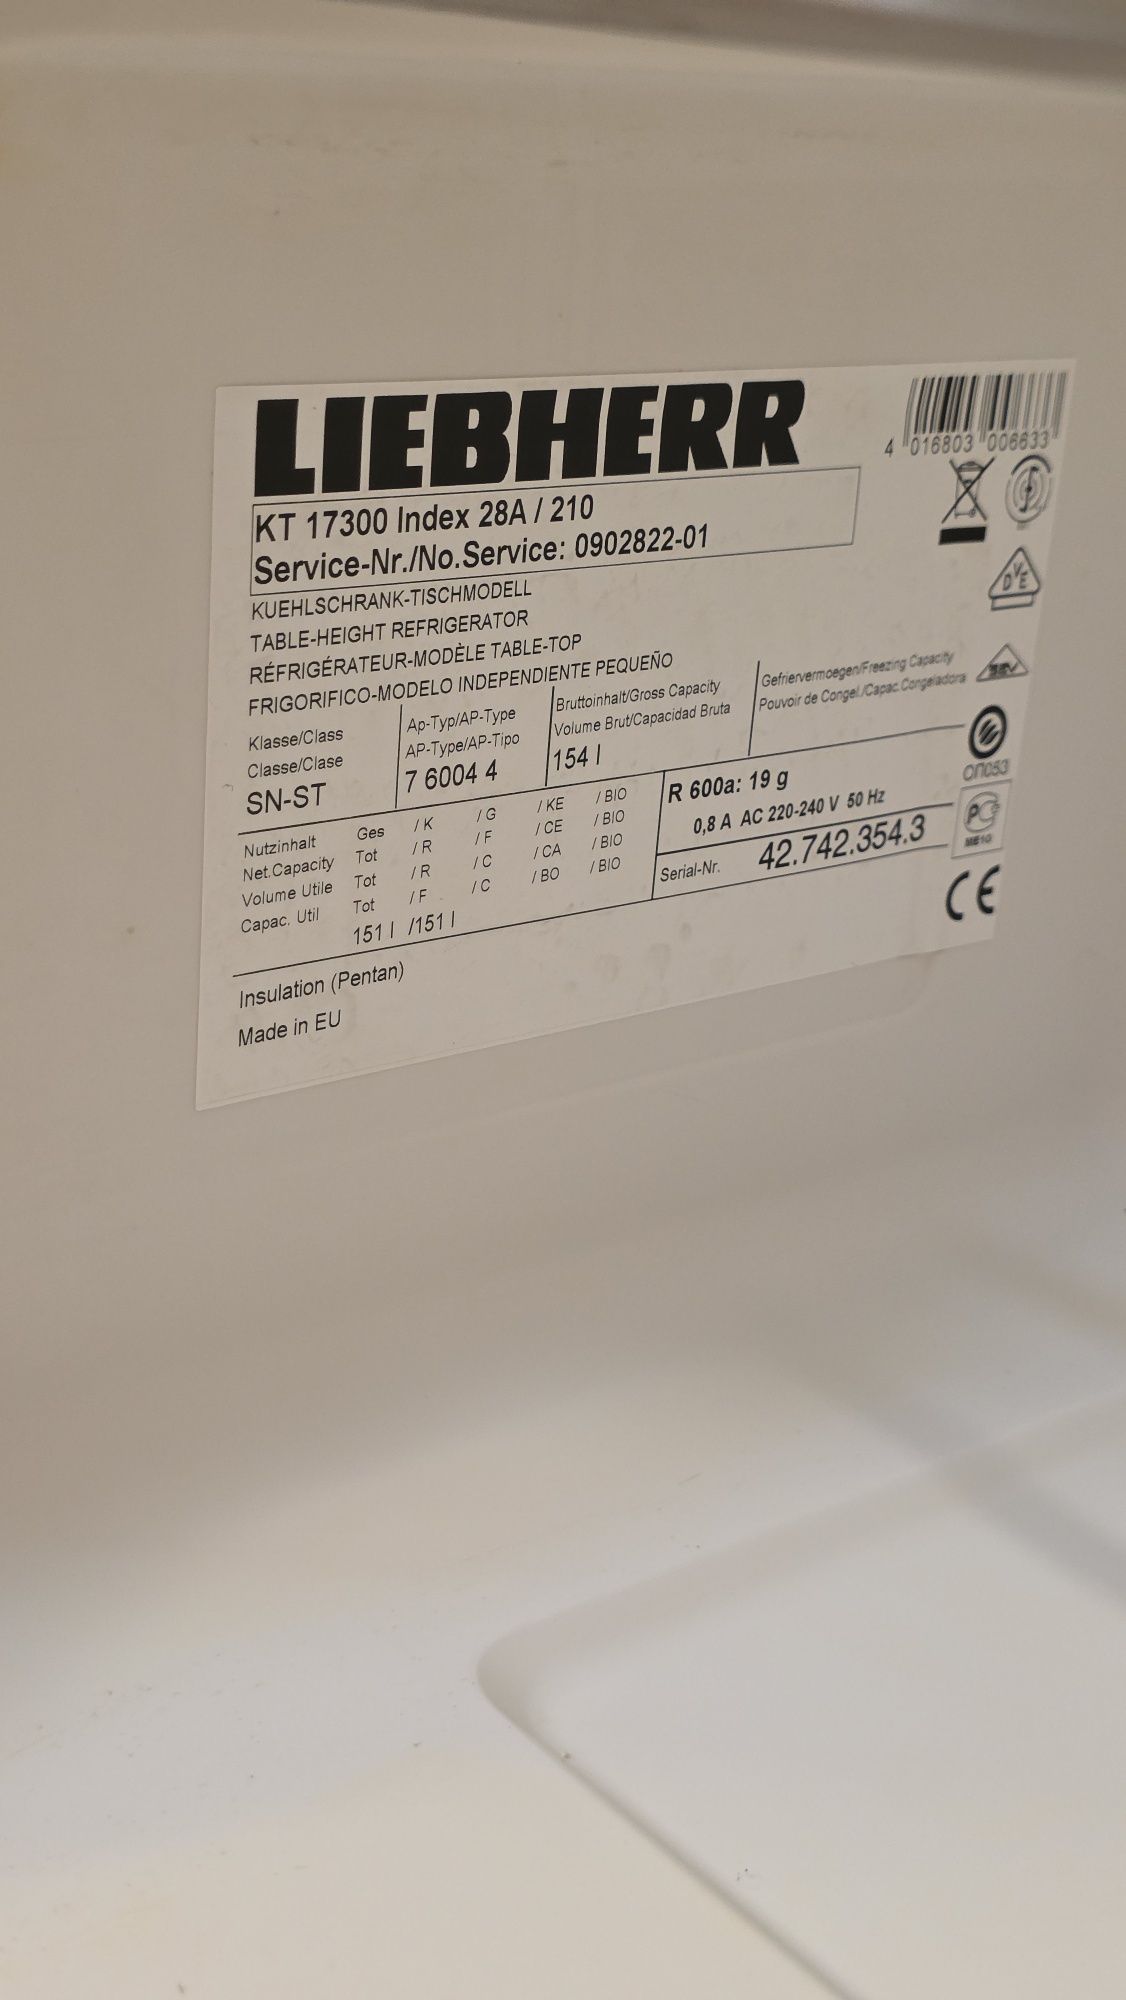 LIEBHERR
4 016803 006633
KT 17300 Index 28A / 210
Service-Nr./No.Service: 0902822-01
KUEHLSCHRANK-TISCHMODELL
TABLE-HEIGHT REFRIGERATOR
RÉFRIGÉRATEUR-MODÈLE TABLE-TOP
FRIGORIFICO-MODELO INDEPENDIENTE PEQUEÑO
Klasse/Class
Classe/Clase
SN-ST
Ap-Typ/AP-Type
AP-Type/AP-Tipo
7 6004 4
Bruttoinhalt/Gross Capacity
Volume Brut/Capacidad Bruta
154 l
Gefriervermoegen/Freezing Capacity
Pouvoir de Congel./Capac.Congeladora
Nutzinhalt Ges / K / G / KE / BIO
Net.Capacity Tot / R / F / CE / BIO
Volume Utile Tot / R / C / CA / BIO
Capac. Util Tot / F / C / BO / BIO
151 l / 151 l
R 600a: 19 g
0,8 A AC 220-240 V 50 Hz
Serial-Nr. 42.742.354.3
Insulation (Pentan)
Made in EU
DVE
ОП053
РС
МЕ10
CE